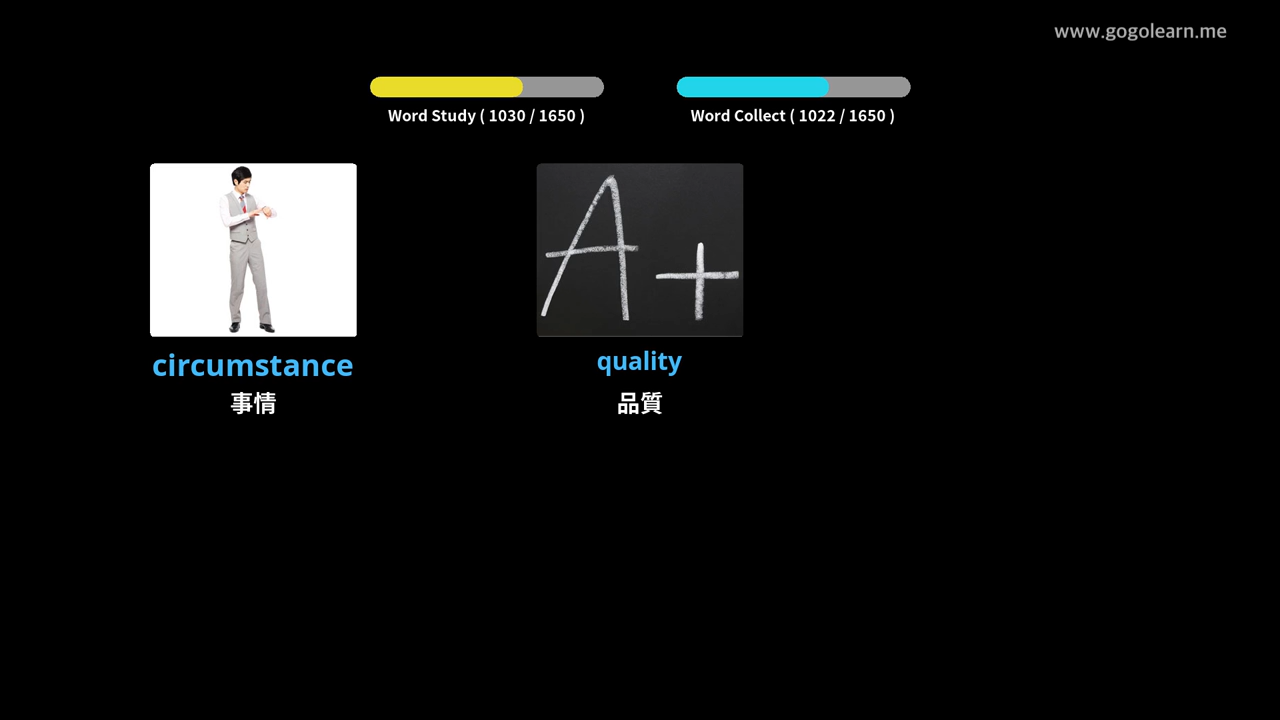 www.gogolearn.me
Word Study ( 1030 / 1650 )
Word Collect ( 1022 / 1650 )
A+
circumstance
quality
事情
品質